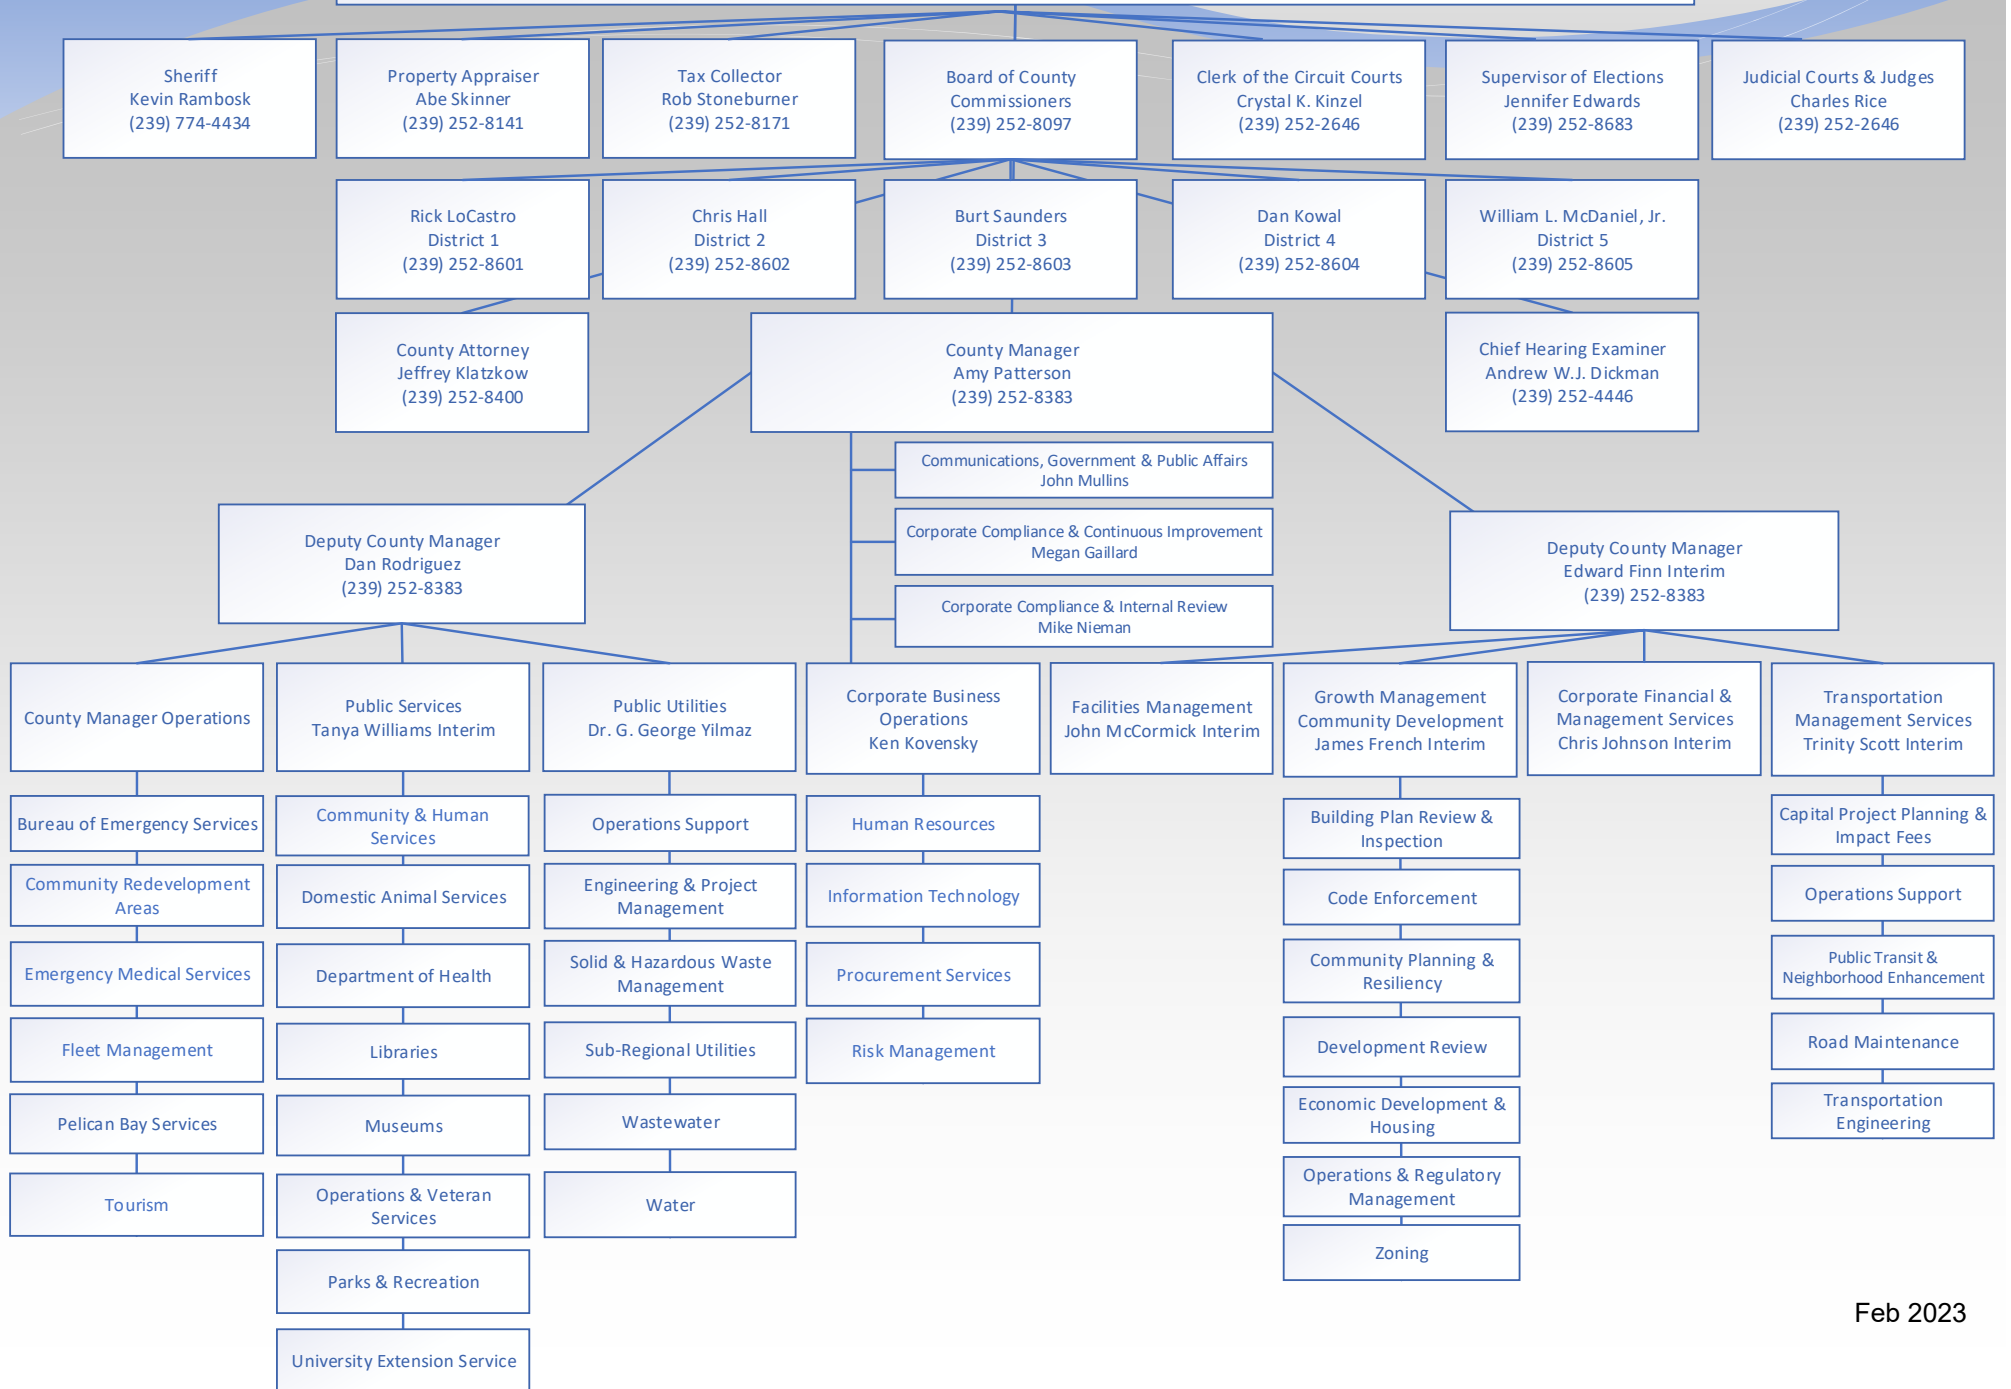 Sheriff
Kevin Rambosk
(239) 774-4434
Property Appraiser
Abe Skinner
(239) 252-8141
Tax Collector
Rob Stoneburner
(239) 252-8171
Board of County
Commissioners
(239) 252-8097
Clerk of the Circuit Courts
Crystal K. Kinzel
(239) 252-2646
Supervisor of Elections
Jennifer Edwards
(239) 252-8683
Judicial Courts & Judges
Charles Rice
(239) 252-2646
Rick LoCastro
District 1
(239) 252-8601
Chris Hall
District 2
(239) 252-8602
Burt Saunders
District 3
(239) 252-8603
Dan Kowal
District 4
(239) 252-8604
William L. McDaniel, Jr.
District 5
(239) 252-8605
County Attorney
Jeffrey Klatzkow
(239) 252-8400
County Manager
Amy Patterson
(239) 252-8383
Chief Hearing Examiner
Andrew W.J. Dickman
(239) 252-4446
Communications, Government & Public Affairs
John Mullins
Corporate Compliance & Continuous Improvement
Megan Gaillard
Corporate Compliance & Internal Review
Mike Nieman
Deputy County Manager
Dan Rodriguez
(239) 252-8383
Deputy County Manager
Edward Finn Interim
(239) 252-8383
County Manager Operations
Bureau of Emergency Services
Community Redevelopment
Areas
Emergency Medical Services
Fleet Management
Pelican Bay Services
Tourism
Public Services
Tanya Williams Interim
Community & Human
Services
Domestic Animal Services
Department of Health
Libraries
Museums
Operations & Veteran
Services
Parks & Recreation
University Extension Service
Public Utilities
Dr. G. George Yilmaz
Operations Support
Engineering & Project
Management
Solid & Hazardous Waste
Management
Sub-Regional Utilities
Wastewater
Water
Corporate Business
Operations
Ken Kovensky
Human Resources
Information Technology
Procurement Services
Risk Management
Facilities Management
John McCormick Interim
Growth Management
Community Development
James French Interim
Building Plan Review &
Inspection
Code Enforcement
Community Planning &
Resiliency
Development Review
Economic Development &
Housing
Operations & Regulatory
Management
Zoning
Corporate Financial &
Management Services
Chris Johnson Interim
Transportation
Management Services
Trinity Scott Interim
Capital Project Planning &
Impact Fees
Operations Support
Public Transit &
Neighborhood Enhancement
Road Maintenance
Transportation
Engineering
Feb 2023